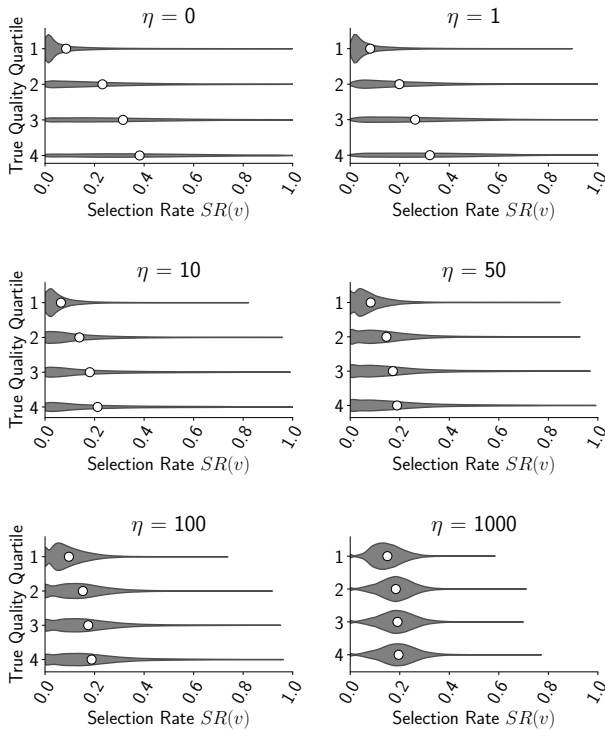 η = 0
η = 1
True Quality Quartile
1
2
3
4
0.0 0.2 0.4 0.6 0.8 1.0
Selection Rate SR(v)
1
2
3
4
0.0 0.2 0.4 0.6 0.8 1.0
Selection Rate SR(v)
η = 10
η = 50
True Quality Quartile
1
2
3
4
0.0 0.2 0.4 0.6 0.8 1.0
Selection Rate SR(v)
1
2
3
4
0.0 0.2 0.4 0.6 0.8 1.0
Selection Rate SR(v)
η = 100
η = 1000
True Quality Quartile
1
2
3
4
0.0 0.2 0.4 0.6 0.8 1.0
Selection Rate SR(v)
1
2
3
4
0.0 0.2 0.4 0.6 0.8 1.0
Selection Rate SR(v)